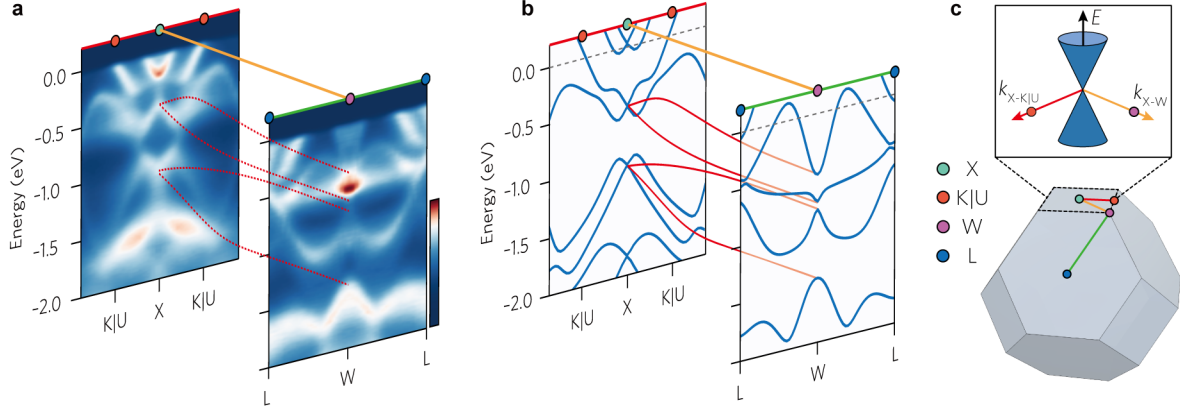 a
Energy (eV)
0.0
-0.5
-1.0
-1.5
-2.0
K|U
X
K|U
L
W
L
b
Energy (eV)
0.0
-0.5
-1.0
-1.5
-2.0
K|U
X
K|U
L
W
L
c
E
kX-K|U
kX-W
X
K|U
W
L